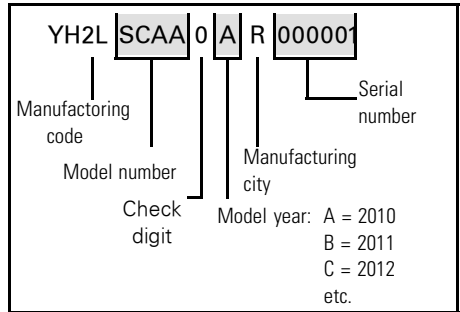 YH2L SCAA 0 A R 000001
Serial
number
Manufactoring
code
Manufacturing
city
Model number
Check
digit
Model year: A = 2010
B = 2011
C = 2012
etc.